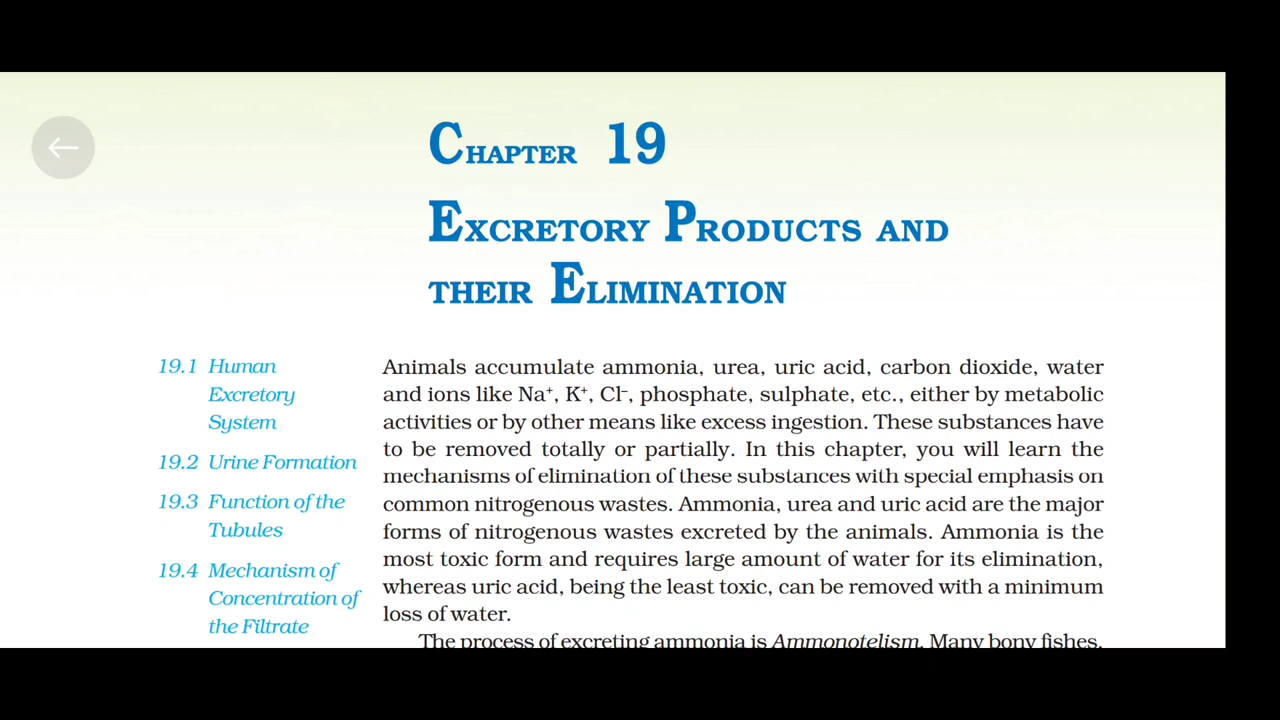 CHAPTER 19
EXCRETORY PRODUCTS AND
THEIR ELIMINATION
19.1 Human
Excretory
System
19.2 Urine Formation
19.3 Function of the
Tubules
19.4 Mechanism of
Concentration of
the Filtrate
Animals accumulate ammonia, urea, uric acid, carbon dioxide, water
and ions like Na⁺, K⁺, Cl⁻, phosphate, sulphate, etc., either by metabolic
activities or by other means like excess ingestion. These substances have
to be removed totally or partially. In this chapter, you will learn the
mechanisms of elimination of these substances with special emphasis on
common nitrogenous wastes. Ammonia, urea and uric acid are the major
forms of nitrogenous wastes excreted by the animals. Ammonia is the
most toxic form and requires large amount of water for its elimination,
whereas uric acid, being the least toxic, can be removed with a minimum
loss of water.
The process of excreting ammonia is Ammonotelism. Many bony fishes,